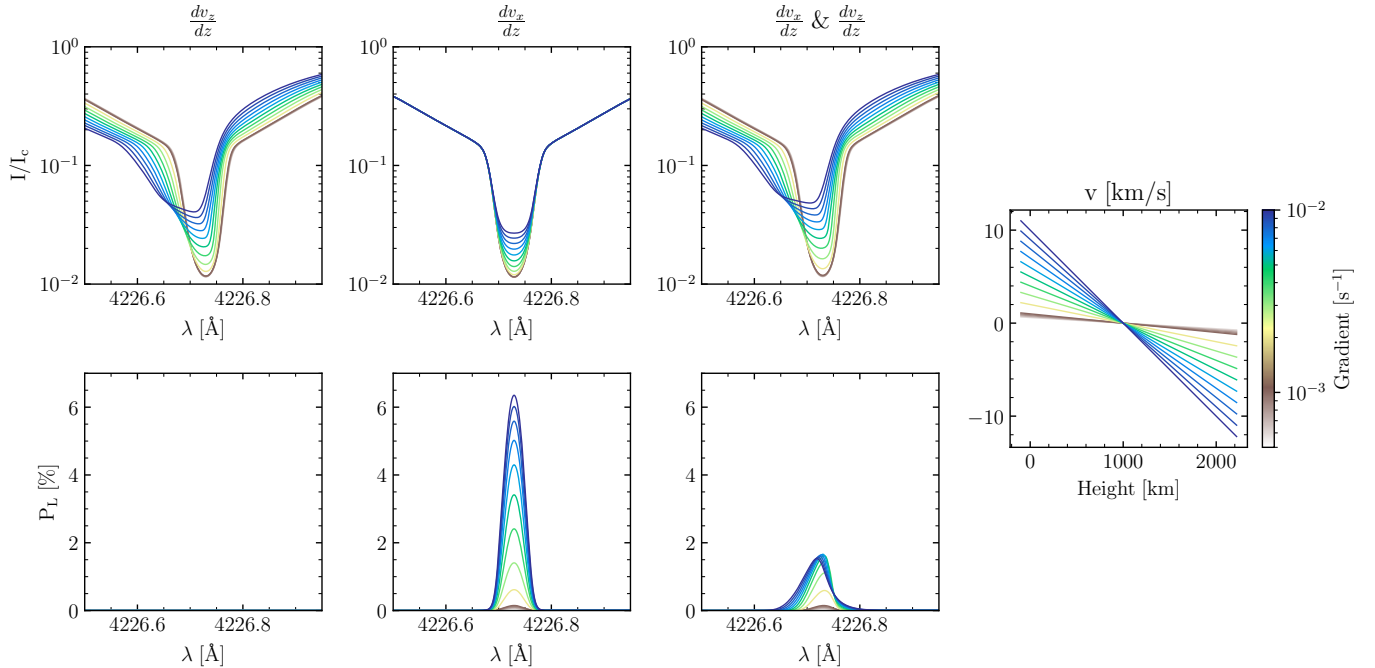 dv_z/dz
dv_x/dz
dv_x/dz & dv_z/dz
I/I_c
10^0
10^-1
10^-2
4226.6 4226.8
λ [Å]
10^0
10^-1
10^-2
4226.6 4226.8
λ [Å]
10^0
10^-1
10^-2
4226.6 4226.8
λ [Å]
P_L [%]
6
4
2
0
4226.6 4226.8
λ [Å]
6
4
2
0
4226.6 4226.8
λ [Å]
6
4
2
0
4226.6 4226.8
λ [Å]
v [km/s]
10
0
−10
0 1000 2000
Height [km]
10^-2
10^-3
Gradient [s^-1]